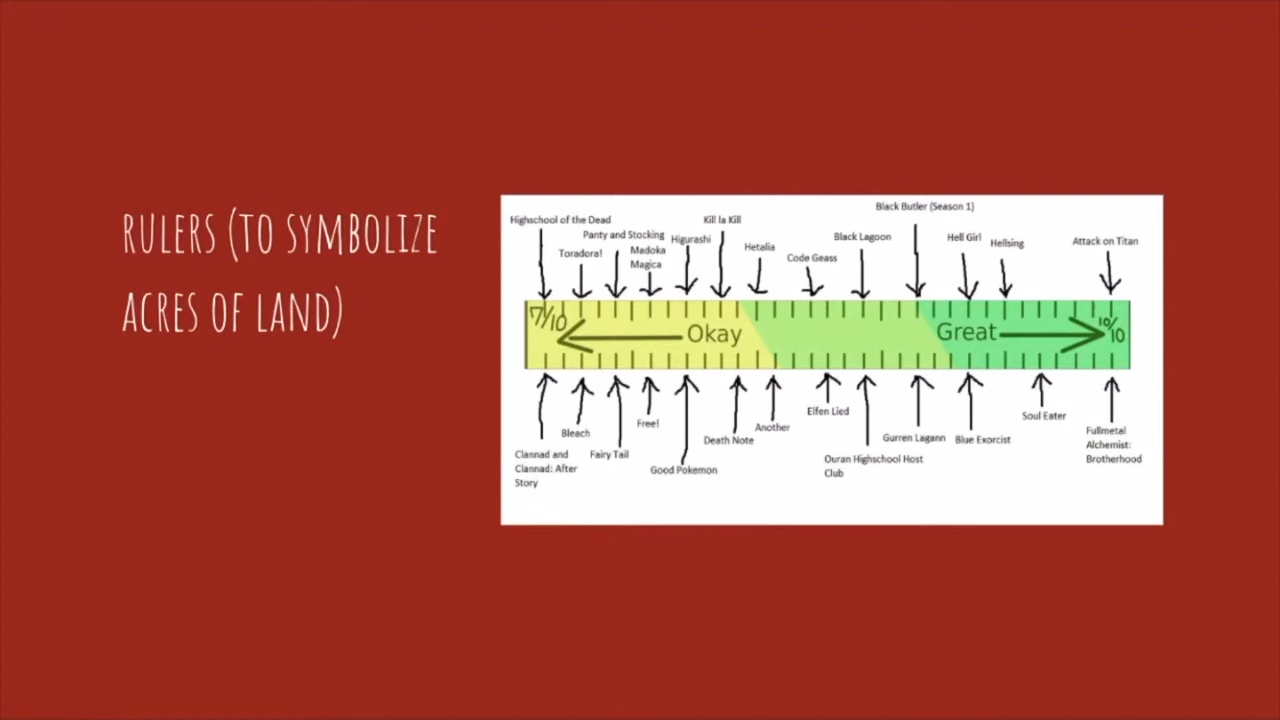 RULERS (TO SYMBOLIZE
ACRES OF LAND)
Black Butler (Season 1)
Highschool of the Dead
Kill la Kill
Panty and Stocking
Higurashi
Black Lagoon
Hell Girl
Hellsing
Attack on Titan
Toradora!
Madoka
Magica
Hetalia
Code Geass
7/10
Okay
Great
10/10
Clannad and
Clannad: After
Story
Bleach
Fairy Tail
Free!
Good Pokemon
Death Note
Another
Elfen Lied
Ouran Highschool Host
Club
Gurren Lagann
Blue Exorcist
Soul Eater
Fullmetal
Alchemist:
Brotherhood